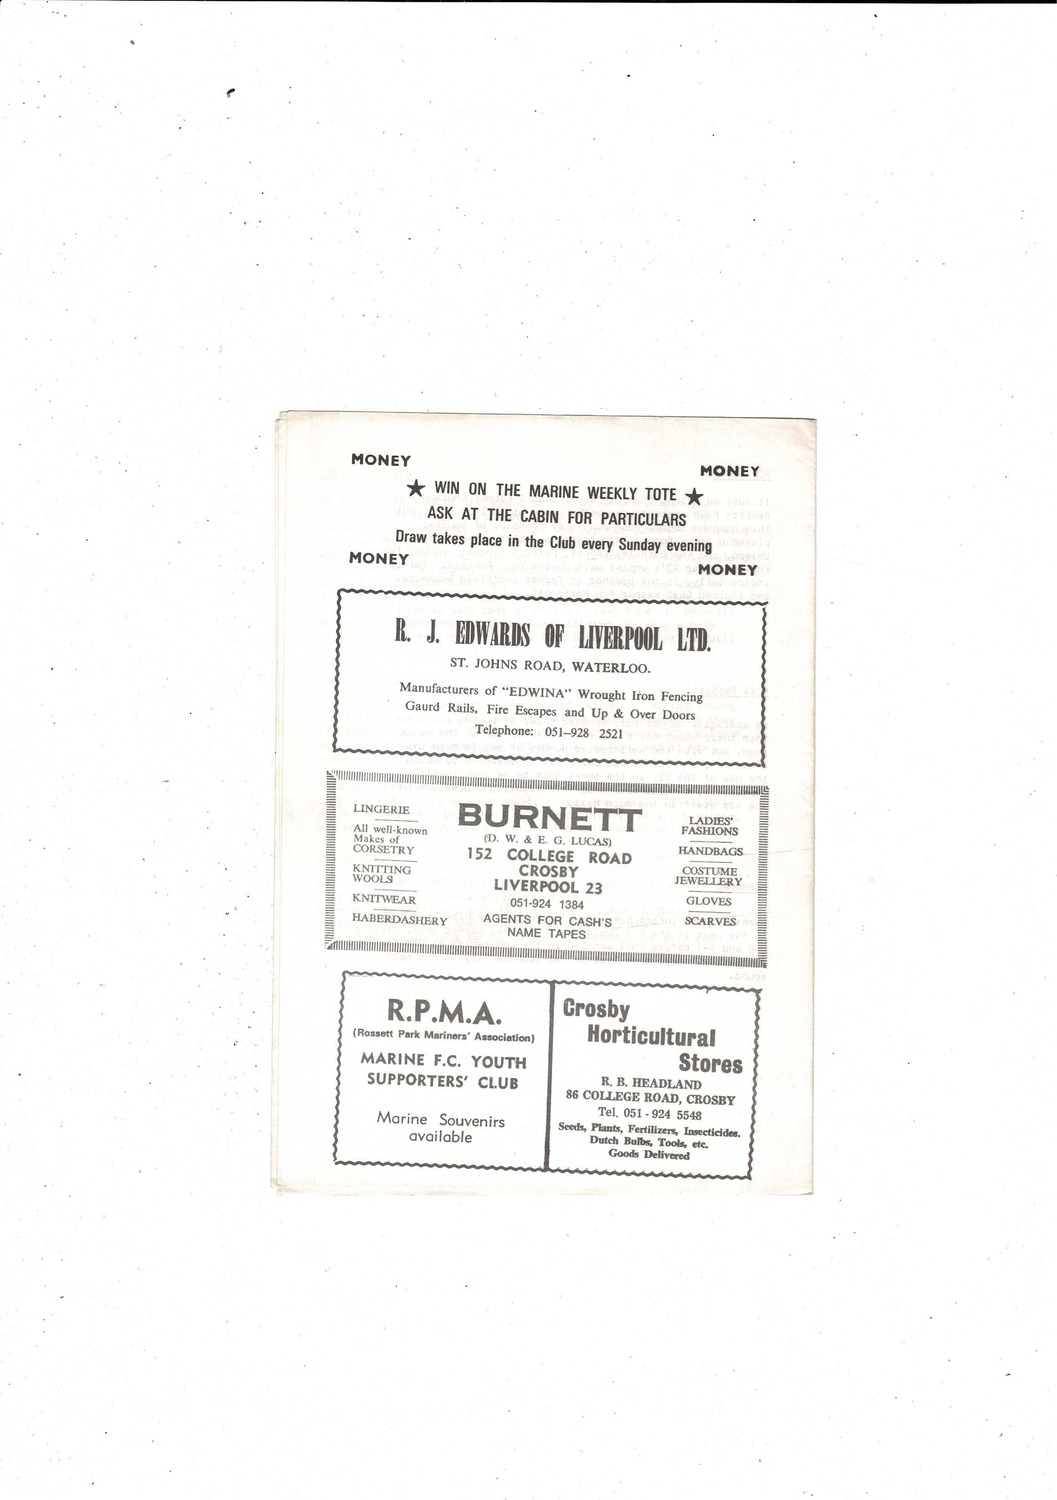 MONEY
MONEY
★ WIN ON THE MARINE WEEKLY TOTE ★
ASK AT THE CABIN FOR PARTICULARS
Draw takes place in the Club every Sunday evening
MONEY
MONEY
R. J. EDWARDS OF LIVERPOOL LTD.
ST. JOHNS ROAD, WATERLOO.
Manufacturers of "EDWINA" Wrought Iron Fencing
Gaurd Rails, Fire Escapes and Up & Over Doors
Telephone: 051-928 2521
LINGERIE
All well-known
Makes of
CORSETRY
KNITTING
WOOLS
KNITWEAR
HABERDASHERY
BURNETT
(D. W. & E. G. LUCAS)
152 COLLEGE ROAD
CROSBY
LIVERPOOL 23
051-924 1384
AGENTS FOR CASH'S
NAME TAPES
LADIES'
FASHIONS
HANDBAGS
COSTUME
JEWELLERY
GLOVES
SCARVES
R.P.M.A.
(Rossett Park Mariners' Association)
MARINE F.C. YOUTH
SUPPORTERS' CLUB
Marine Souvenirs
available
Crosby
Horticultural
Stores
R. B. HEADLAND
86 COLLEGE ROAD, CROSBY
Tel. 051 - 924 5548
Seeds, Plants, Fertilizers, Insecticides.
Dutch Bulbs, Tools, etc.
Goods Delivered